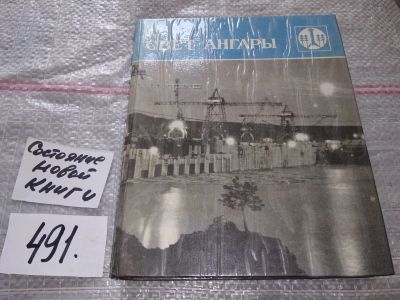 СВЕТ АНГАРЫ
Состояние
новой
книги
491.